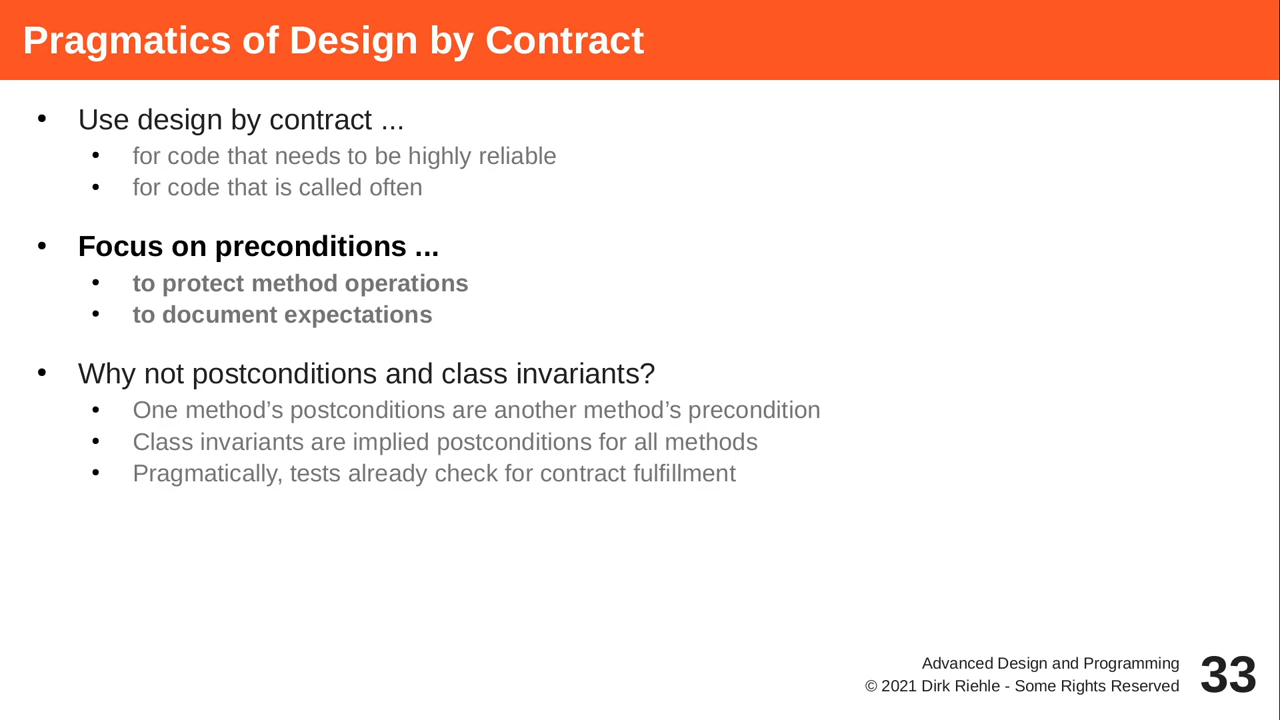 Pragmatics of Design by Contract
• Use design by contract ...
• for code that needs to be highly reliable
• for code that is called often
• Focus on preconditions ...
• to protect method operations
• to document expectations
• Why not postconditions and class invariants?
• One method’s postconditions are another method’s precondition
• Class invariants are implied postconditions for all methods
• Pragmatically, tests already check for contract fulfillment
Advanced Design and Programming
© 2021 Dirk Riehle - Some Rights Reserved
33